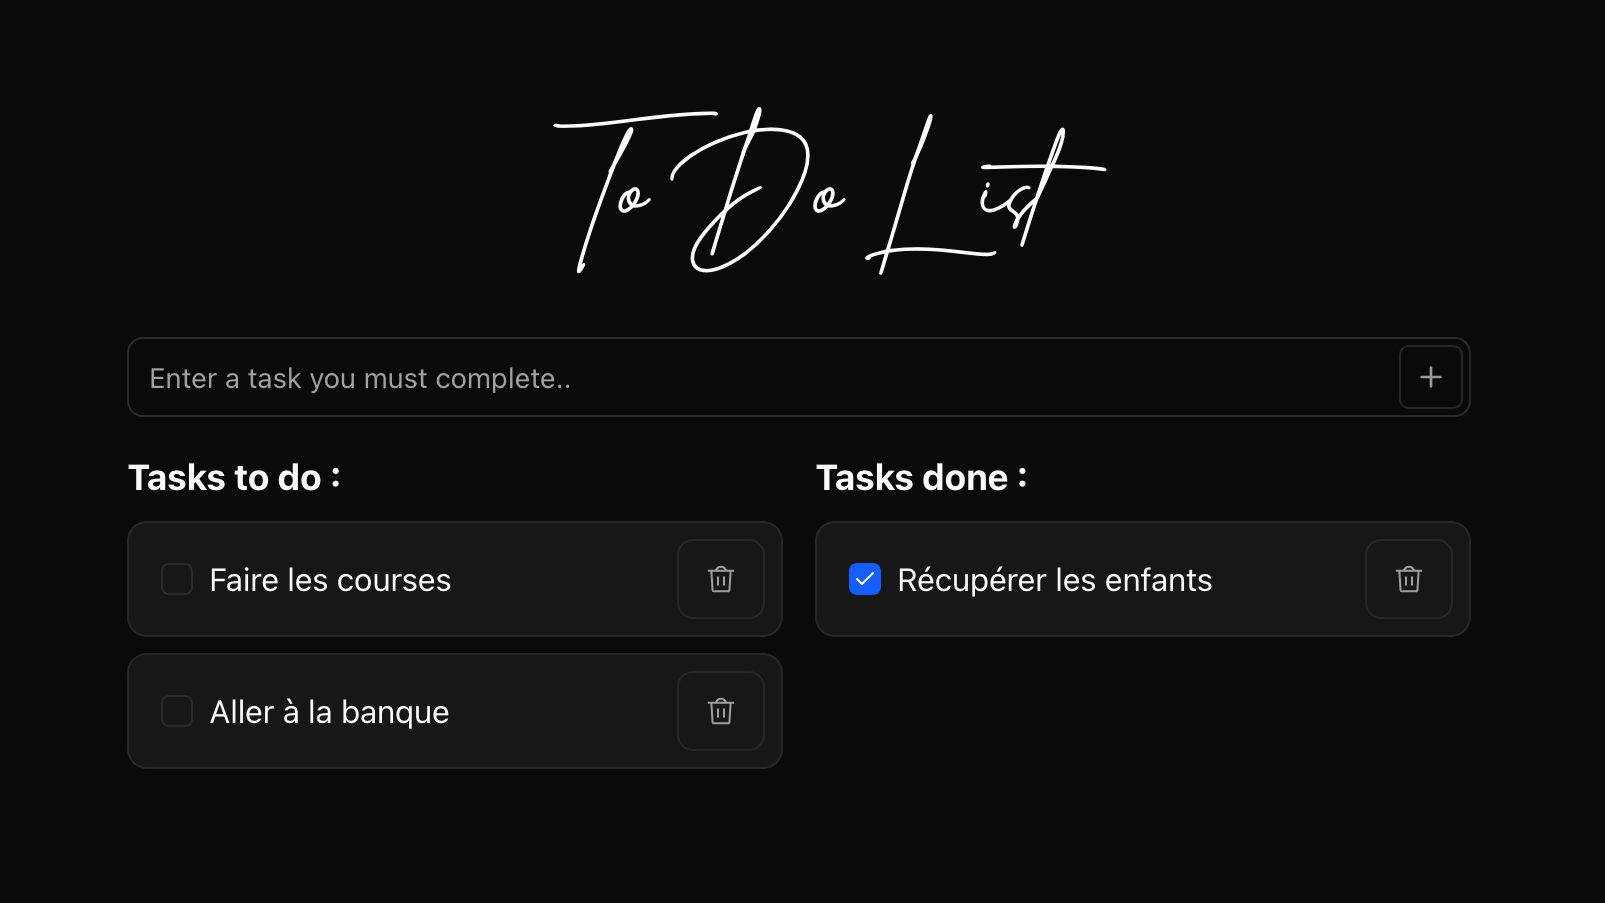 To Do List
Enter a task you must complete..
Tasks to do :
Faire les courses
Aller à la banque
Tasks done :
Récupérer les enfants